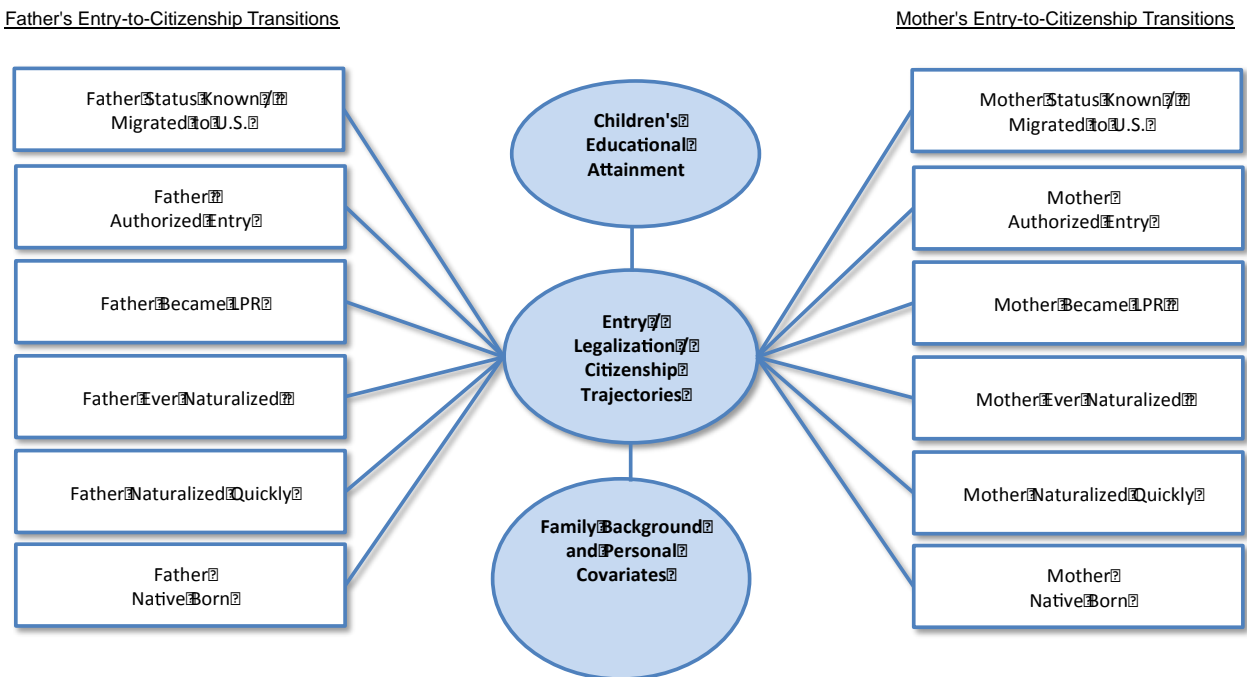 Father's Entry-to-Citizenship Transitions
Mother's Entry-to-Citizenship Transitions
Father Status Known /
Migrated to U.S.
Father
Authorized Entry
Father Became LPR
Father Ever Naturalized
Father Naturalized Quickly
Father
Native Born
Children's
Educational
Attainment
Entry /
Legalization /
Citizenship
Trajectories
Family Background
and Personal
Covariates
Mother Status Known /
Migrated to U.S.
Mother
Authorized Entry
Mother Became LPR
Mother Ever Naturalized
Mother Naturalized Quickly
Mother
Native Born